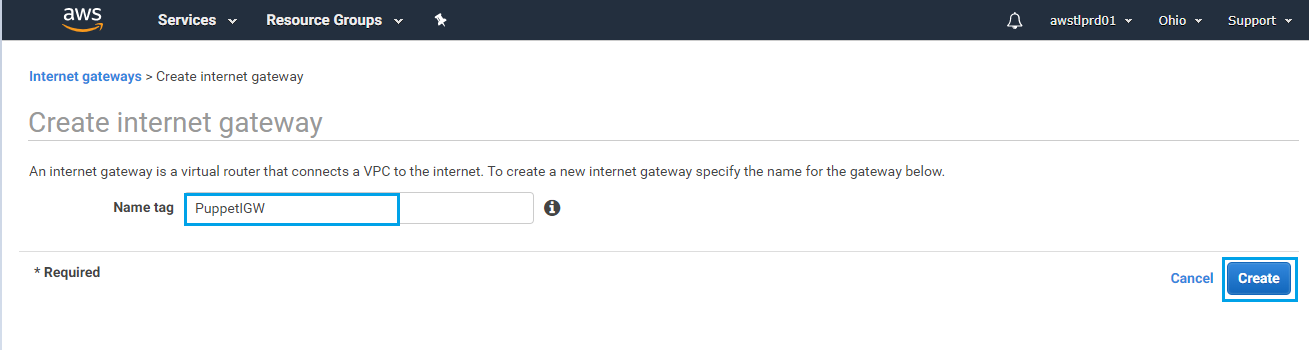 aws Services Resource Groups awstlprd01 Ohio Support
Internet gateways > Create internet gateway
Create internet gateway
An internet gateway is a virtual router that connects a VPC to the internet. To create a new internet gateway specify the name for the gateway below.
Name tag PuppetIGW
* Required
Cancel Create